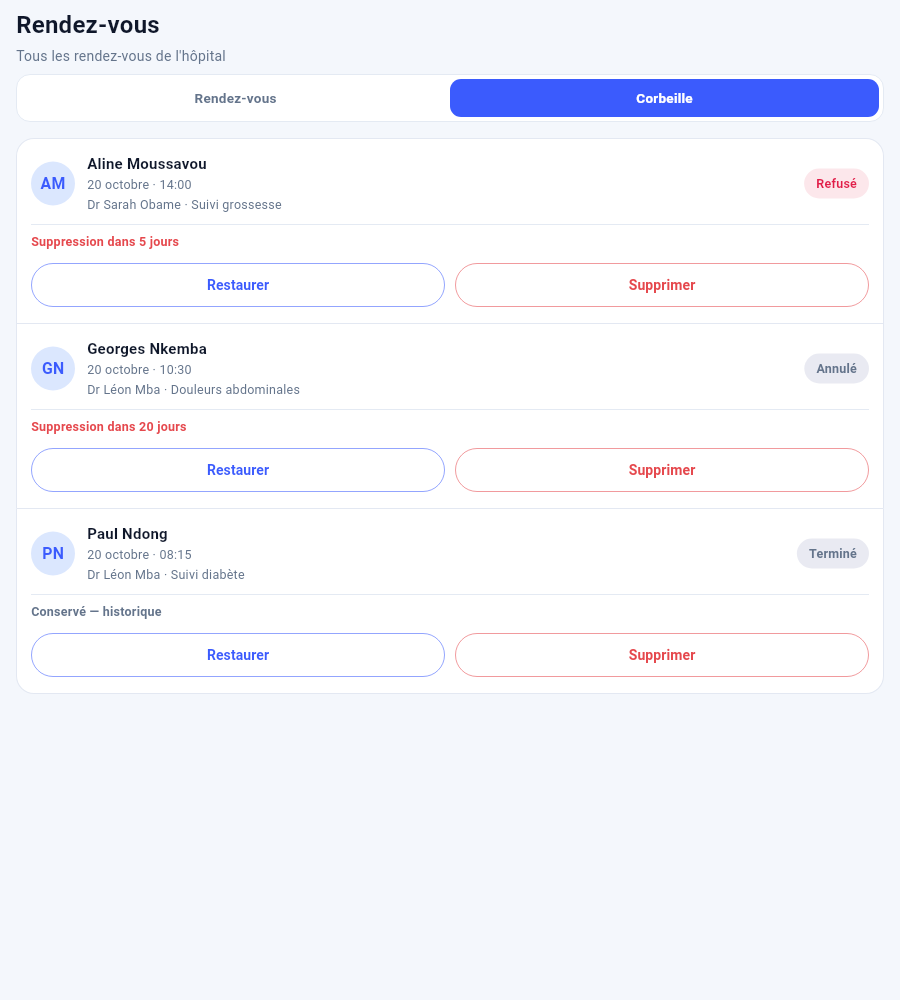 Rendez-vous
Tous les rendez-vous de l'hôpital
Rendez-vous
Corbeille
AM
Aline Moussavou
20 octobre · 14:00
Dr Sarah Obame · Suivi grossesse
Refusé
Suppression dans 5 jours
Restaurer
Supprimer
GN
Georges Nkemba
20 octobre · 10:30
Dr Léon Mba · Douleurs abdominales
Annulé
Suppression dans 20 jours
Restaurer
Supprimer
PN
Paul Ndong
20 octobre · 08:15
Dr Léon Mba · Suivi diabète
Terminé
Conservé — historique
Restaurer
Supprimer